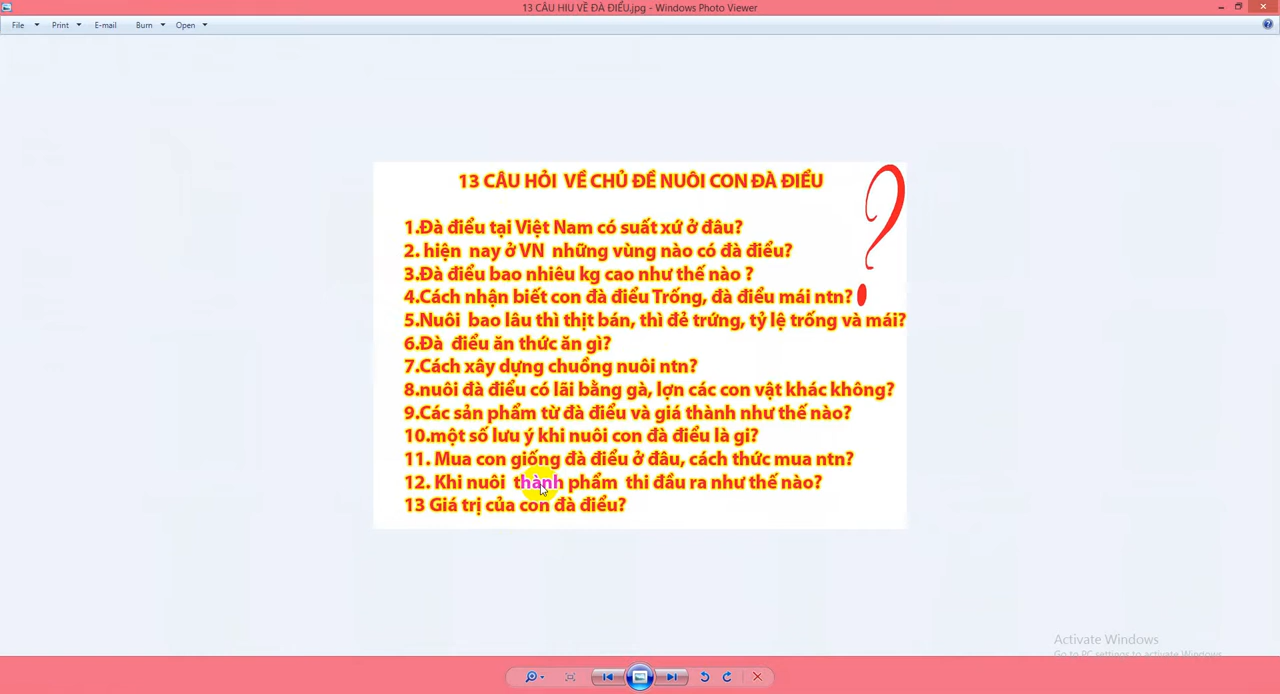 13 CÂU HIU VỀ ĐÀ ĐIỂU.jpg - Windows Photo Viewer
File Print E-mail Burn Open
13 CÂU HỎI VỀ CHỦ ĐỀ NUÔI CON ĐÀ ĐIỂU
1.Đà điểu tại Việt Nam có suất xứ ở đâu?
2. hiện nay ở VN những vùng nào có đà điểu?
3.Đà điểu bao nhiêu kg cao như thế nào ?
4.Cách nhận biết con đà điểu Trống, đà điểu mái ntn?
5.Nuôi bao lâu thì thịt bán, thì đẻ trứng, tỷ lệ trống và mái?
6.Đà điểu ăn thức ăn gì?
7.Cách xây dựng chuồng nuôi ntn?
8.nuôi đà điểu có lãi bằng gà, lợn các con vật khác không?
9.Các sản phẩm từ đà điểu và giá thành như thế nào?
10.một số lưu ý khi nuôi con đà điểu là gi?
11. Mua con giống đà điểu ở đâu, cách thức mua ntn?
12. Khi nuôi thành phẩm thi đầu ra như thế nào?
13 Giá trị của con đà điểu?
?
Activate Windows
Go to PC settings to activate Windows.